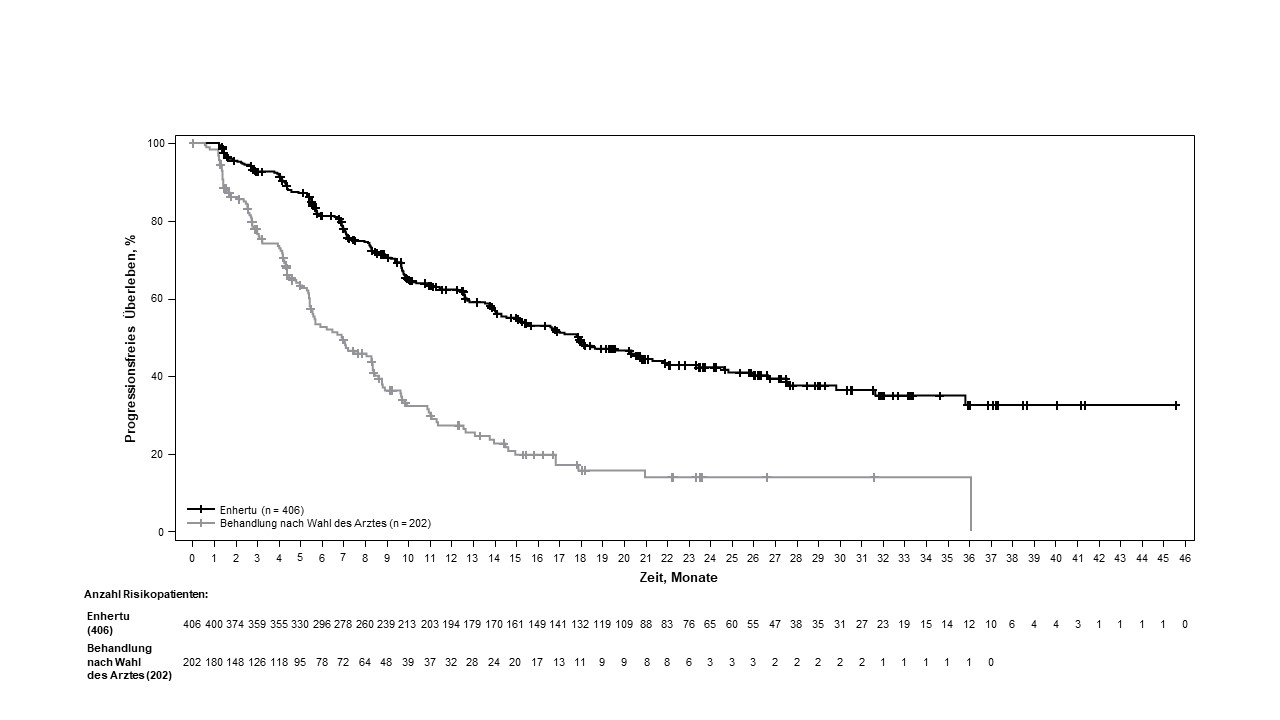 100
80
60
40
20
0
Progressionsfreies Überleben, %
Enhertu (n = 406)
Behandlung nach Wahl des Arztes (n = 202)
0 1 2 3 4 5 6 7 8 9 10 11 12 13 14 15 16 17 18 19 20 21 22 23 24 25 26 27 28 29 30 31 32 33 34 35 36 37 38 39 40 41 42 43 44 45 46
Zeit, Monate
Anzahl Risikopatienten:
Enhertu
(406)
406 400 374 359 355 330 296 278 260 239 213 203 194 179 170 161 149 141 132 119 109 88 83 76 65 60 55 47 38 35 31 27 23 19 15 14 12 10 6 4 4 3 1 1 1 1 0
Behandlung
nach Wahl
des Arztes (202)
202 180 148 126 118 95 78 72 64 48 39 37 32 28 24 20 17 13 11 9 9 8 8 6 3 3 3 2 2 2 2 2 1 1 1 1 1 0